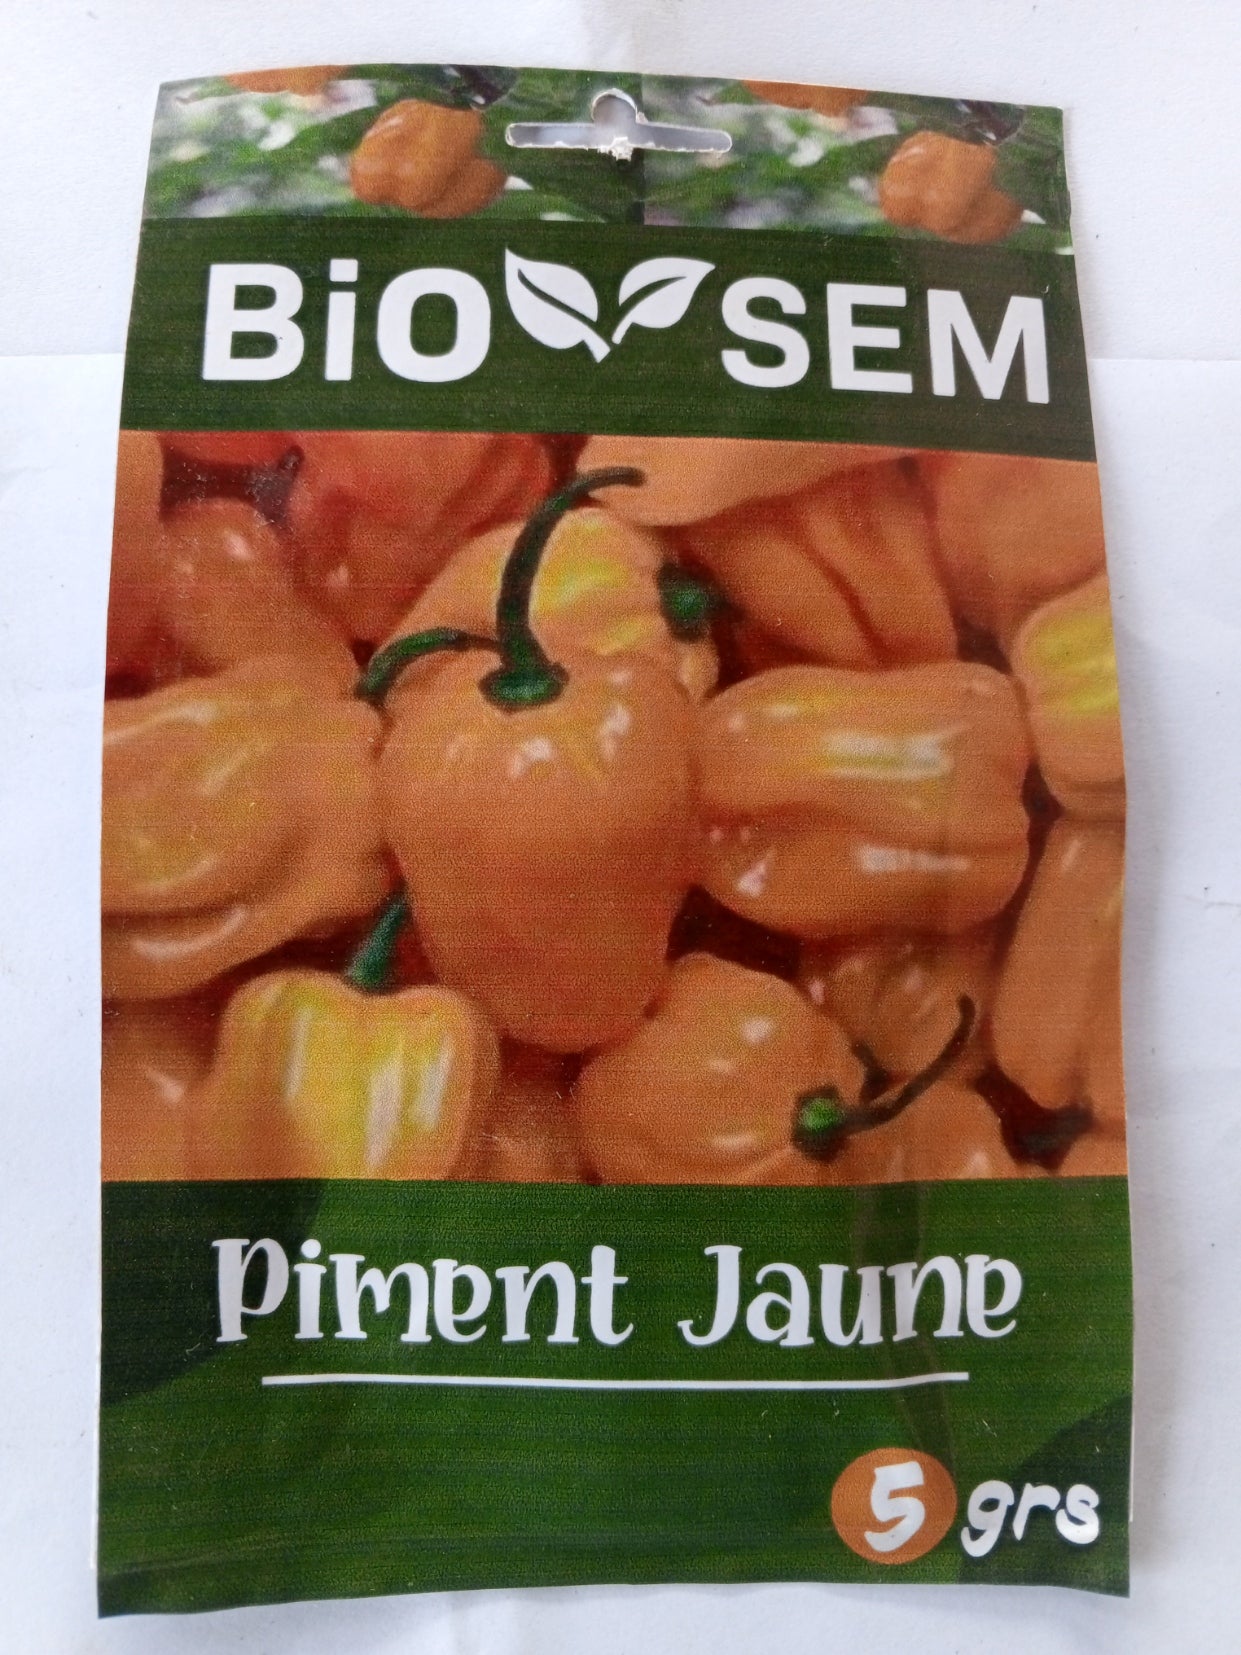 BiO SEM
Piment Jaune
5 grs